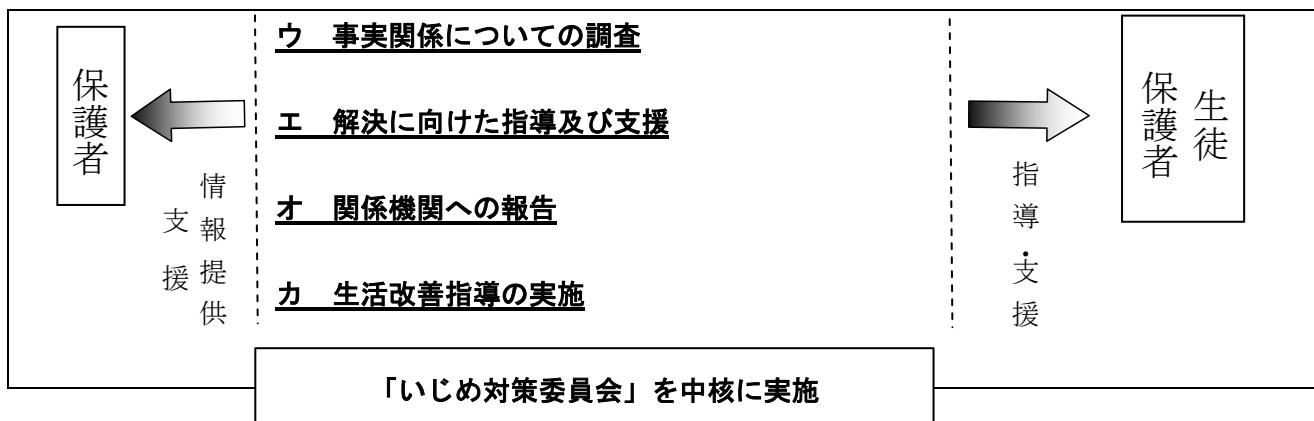 保護者
情報提供
支援
ウ 事実関係についての調査
エ 解決に向けた指導及び支援
オ 関係機関への報告
カ 生活改善指導の実施
指導・支援
生徒
保護者
「いじめ対策委員会」を中核に実施